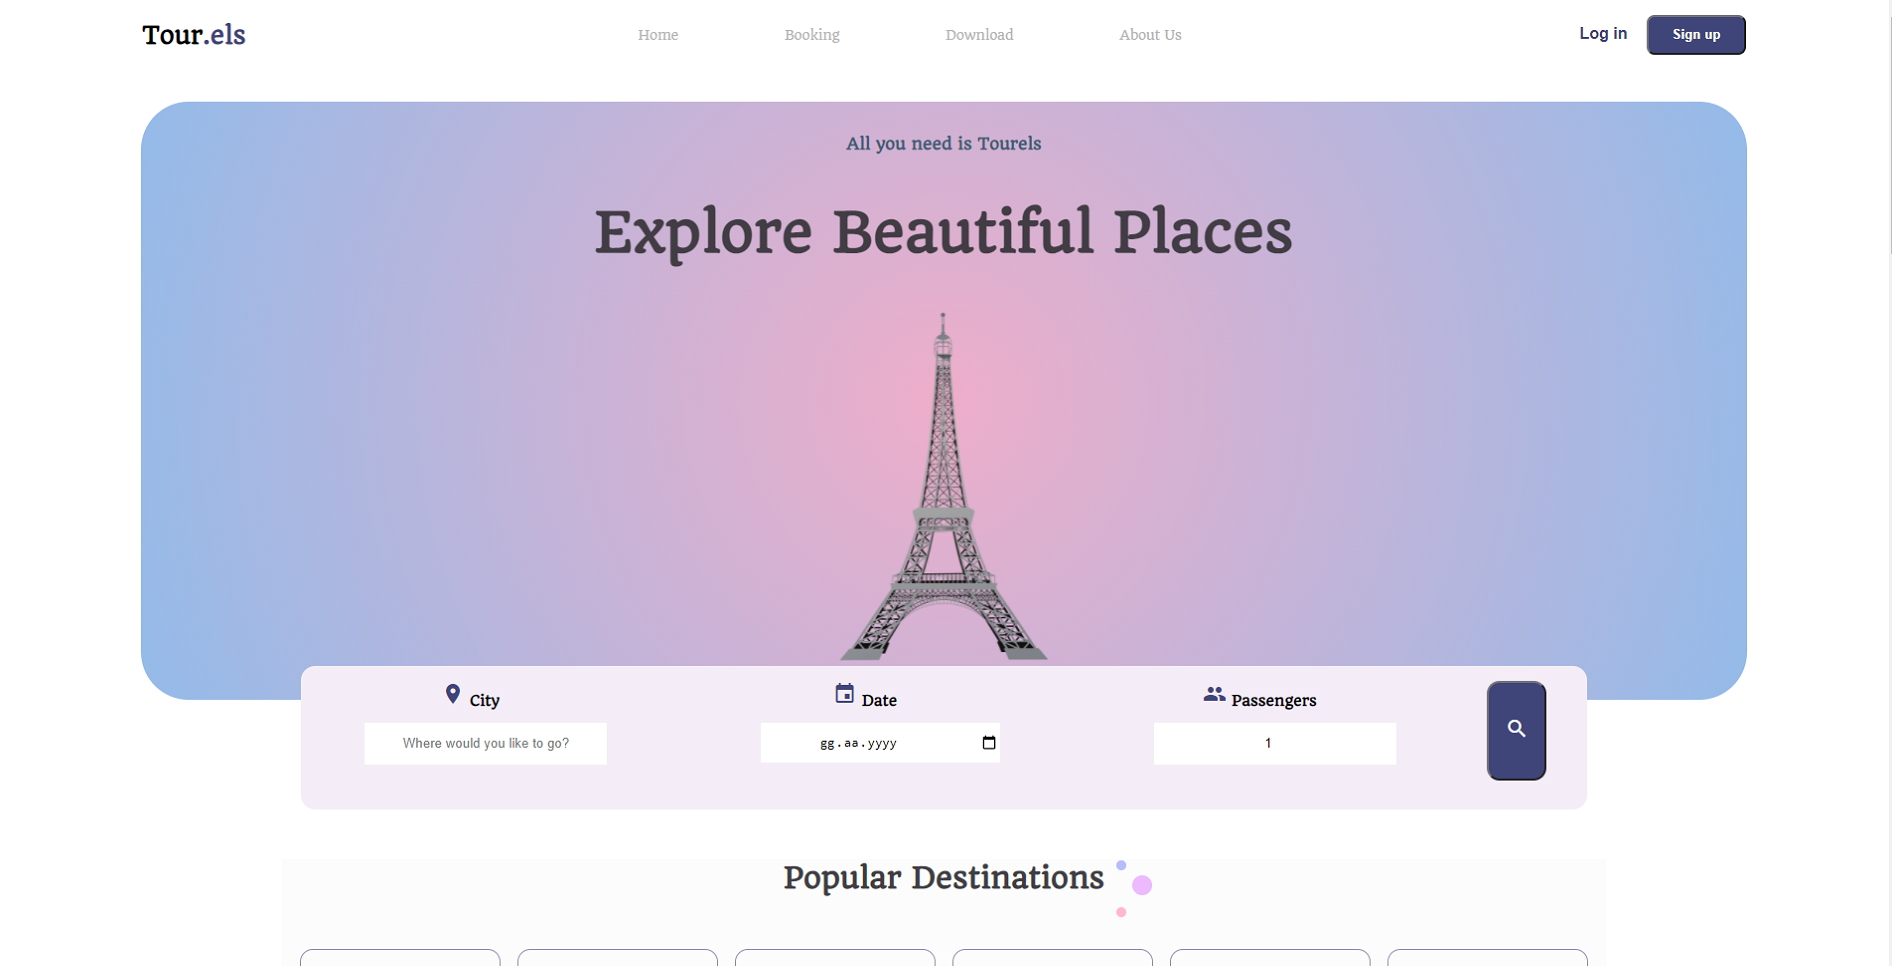 Tour.els
Home Booking Download About Us
Log in Sign up
All you need is Tourels
Explore Beautiful Places
City Date Passengers
Where would you like to go? gg.aa.yyyy 1
Popular Destinations